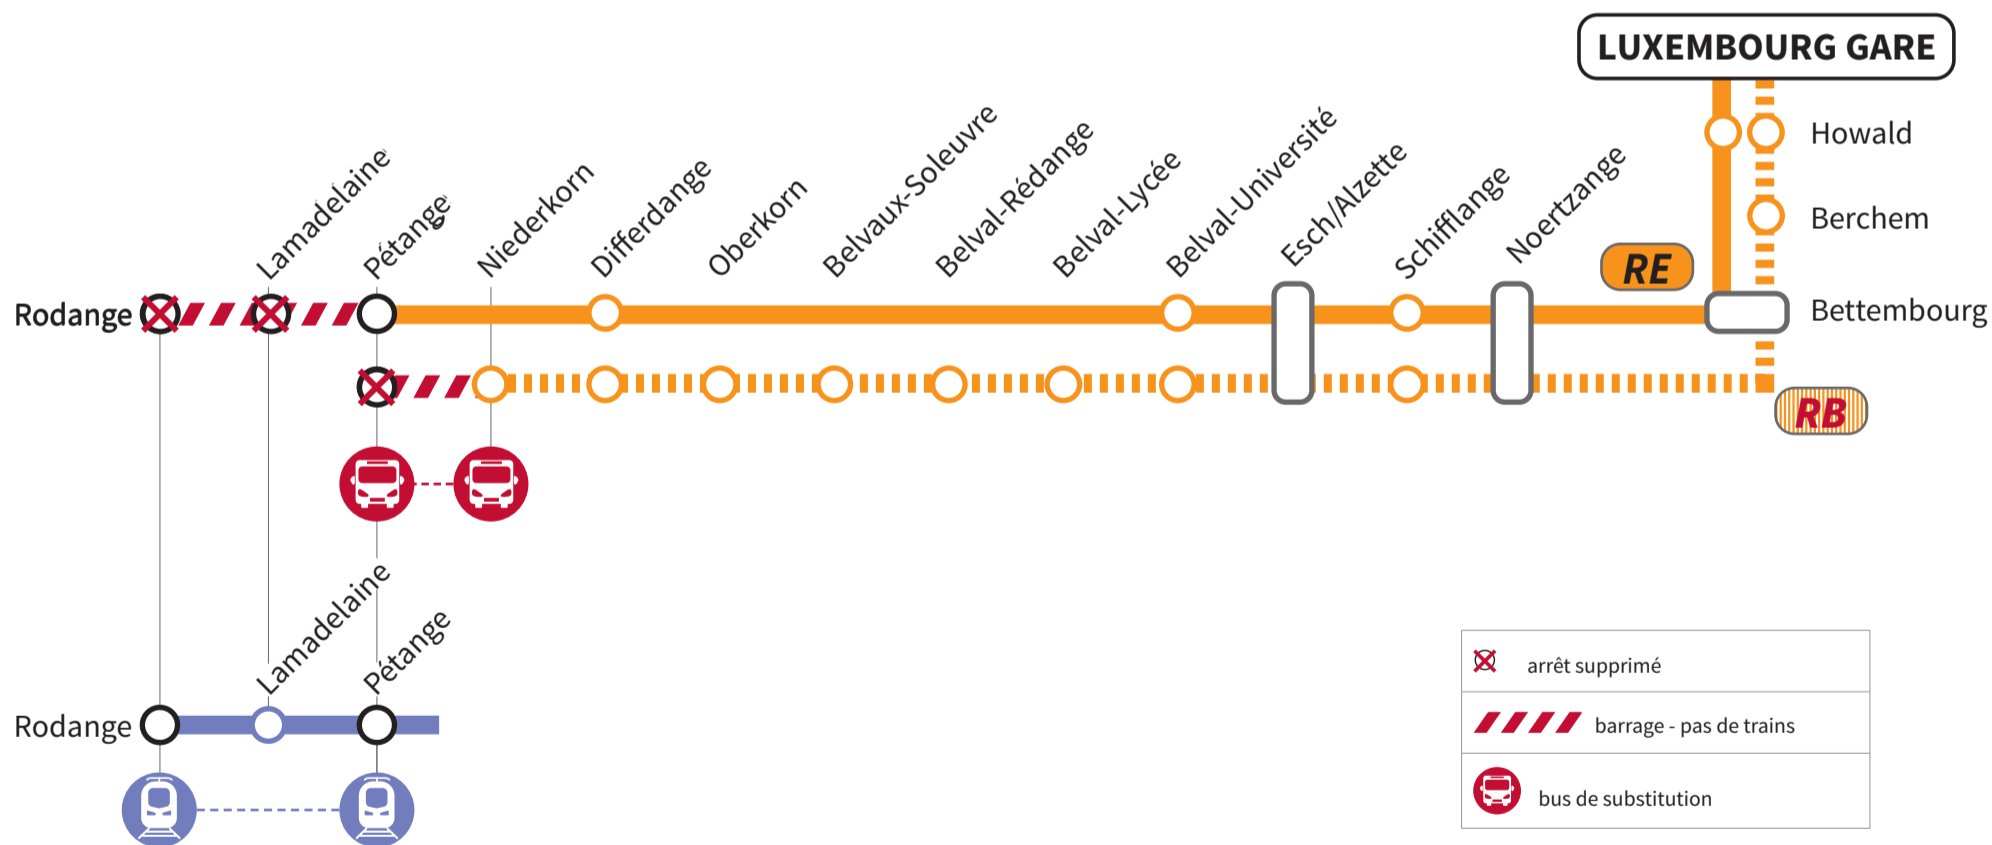 LUXEMBOURG GARE
Howald
Berchem
Bettembourg
RE
RB
Rodange
Lamadelaine
Pétange
Niederkorn
Differdange
Oberkorn
Belvaux-Soleuvre
Belval-Rédange
Belval-Lycée
Belval-Université
Esch/Alzette
Schifflange
Noertzange
Rodange
Lamadelaine
Pétange
arrêt supprimé
barrage - pas de trains
bus de substitution